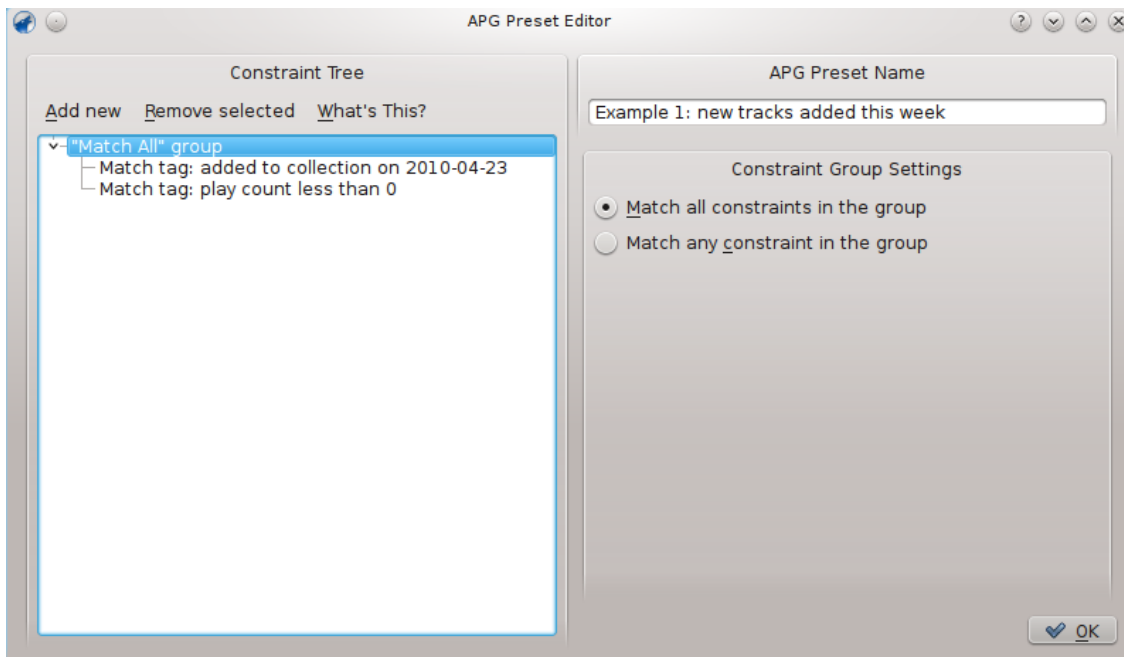 APG Preset Editor
Constraint Tree
Add new Remove selected What's This?
"Match All" group
Match tag: added to collection on 2010-04-23
Match tag: play count less than 0
APG Preset Name
Example 1: new tracks added this week
Constraint Group Settings
Match all constraints in the group
Match any constraint in the group
OK